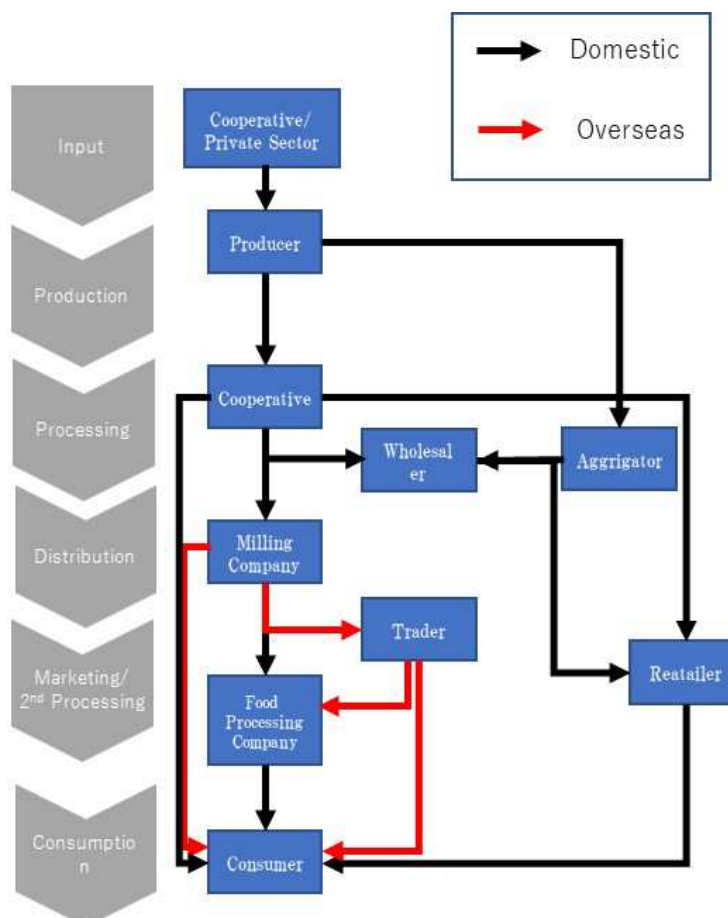 Domestic
Overseas
Input
Cooperative/
Private Sector
Producer
Production
Cooperative
Processing
Wholesal
er
Aggrigator
Distribution
Milling
Company
Trader
Marketing/
2nd Processing
Reatailer
Food
Processing
Company
Consumptio
n
Consumer